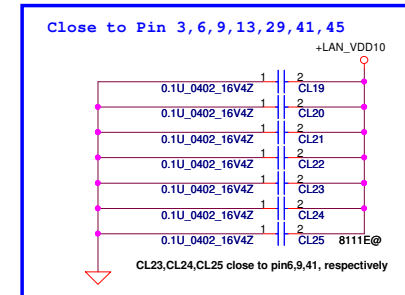 Close to Pin 3,6,9,13,29,41,45
+LAN_VDD10
1 2
0.1U_0402_16V4Z CL19
1 2
0.1U_0402_16V4Z CL20
1 2
0.1U_0402_16V4Z CL21
1 2
0.1U_0402_16V4Z CL22
1 2
0.1U_0402_16V4Z CL23
1 2
0.1U_0402_16V4Z CL24
1 2
0.1U_0402_16V4Z CL25 8111E@
CL23,CL24,CL25 close to pin6,9,41, respectively